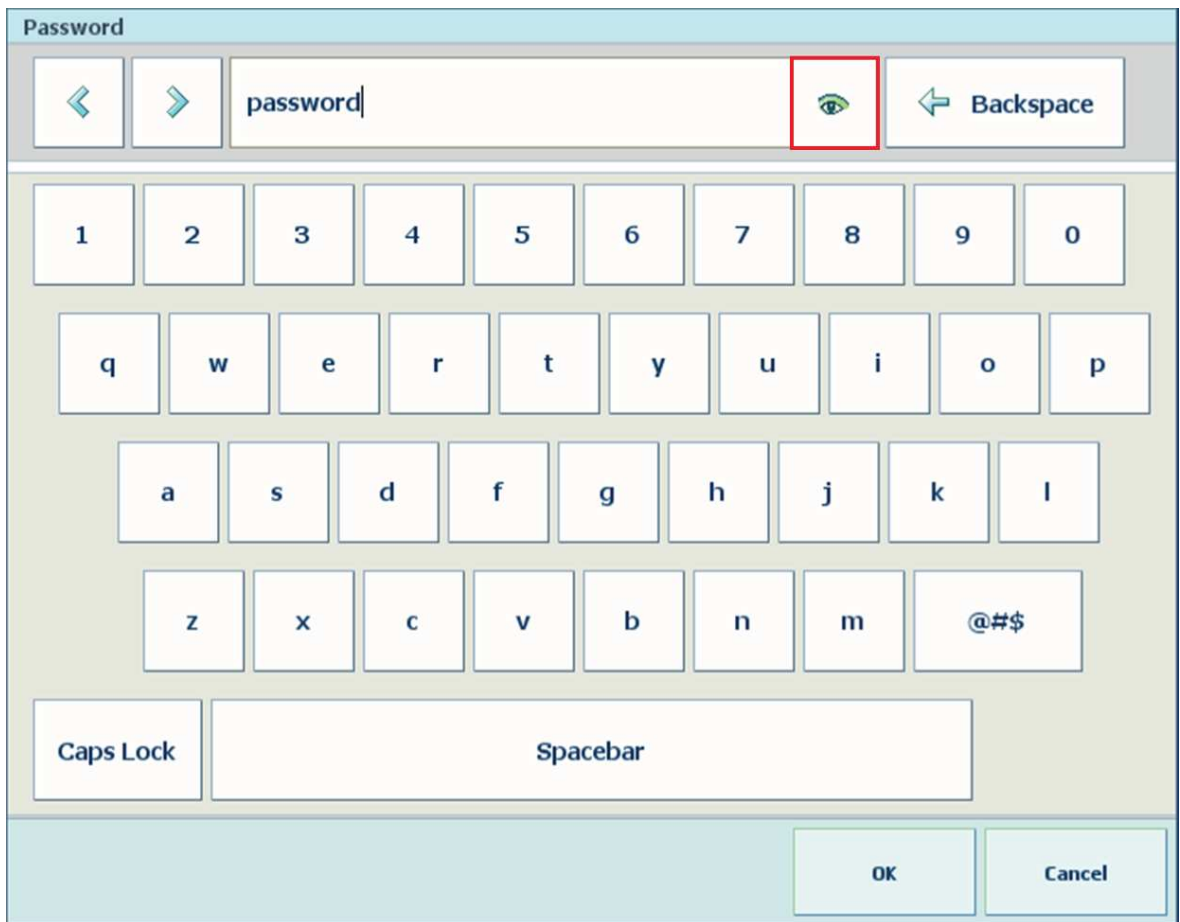 Password
password Backspace
1 2 3 4 5 6 7 8 9 0
q w e r t y u i o p
a s d f g h j k l
z x c v b n m @#$
Caps Lock Spacebar
OK Cancel